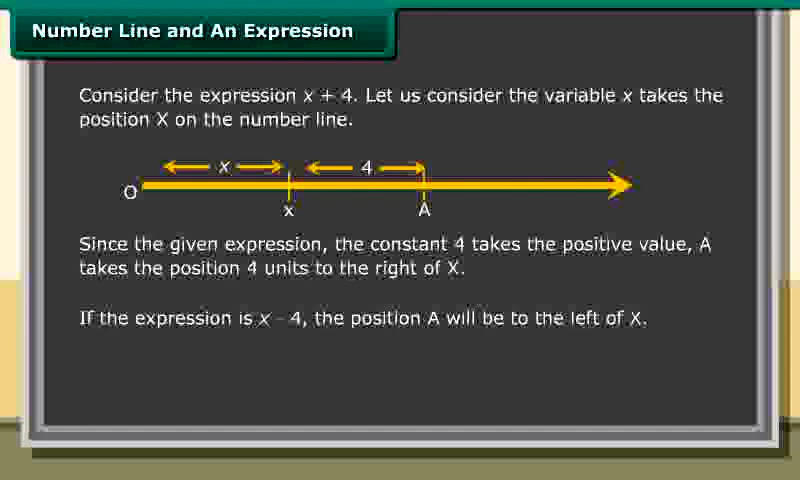 Number Line and An Expression
Consider the expression x + 4. Let us consider the variable x takes the
position X on the number line.
x 4
O
x A
Since the given expression, the constant 4 takes the positive value, A
takes the position 4 units to the right of X.
If the expression is x - 4, the position A will be to the left of X.